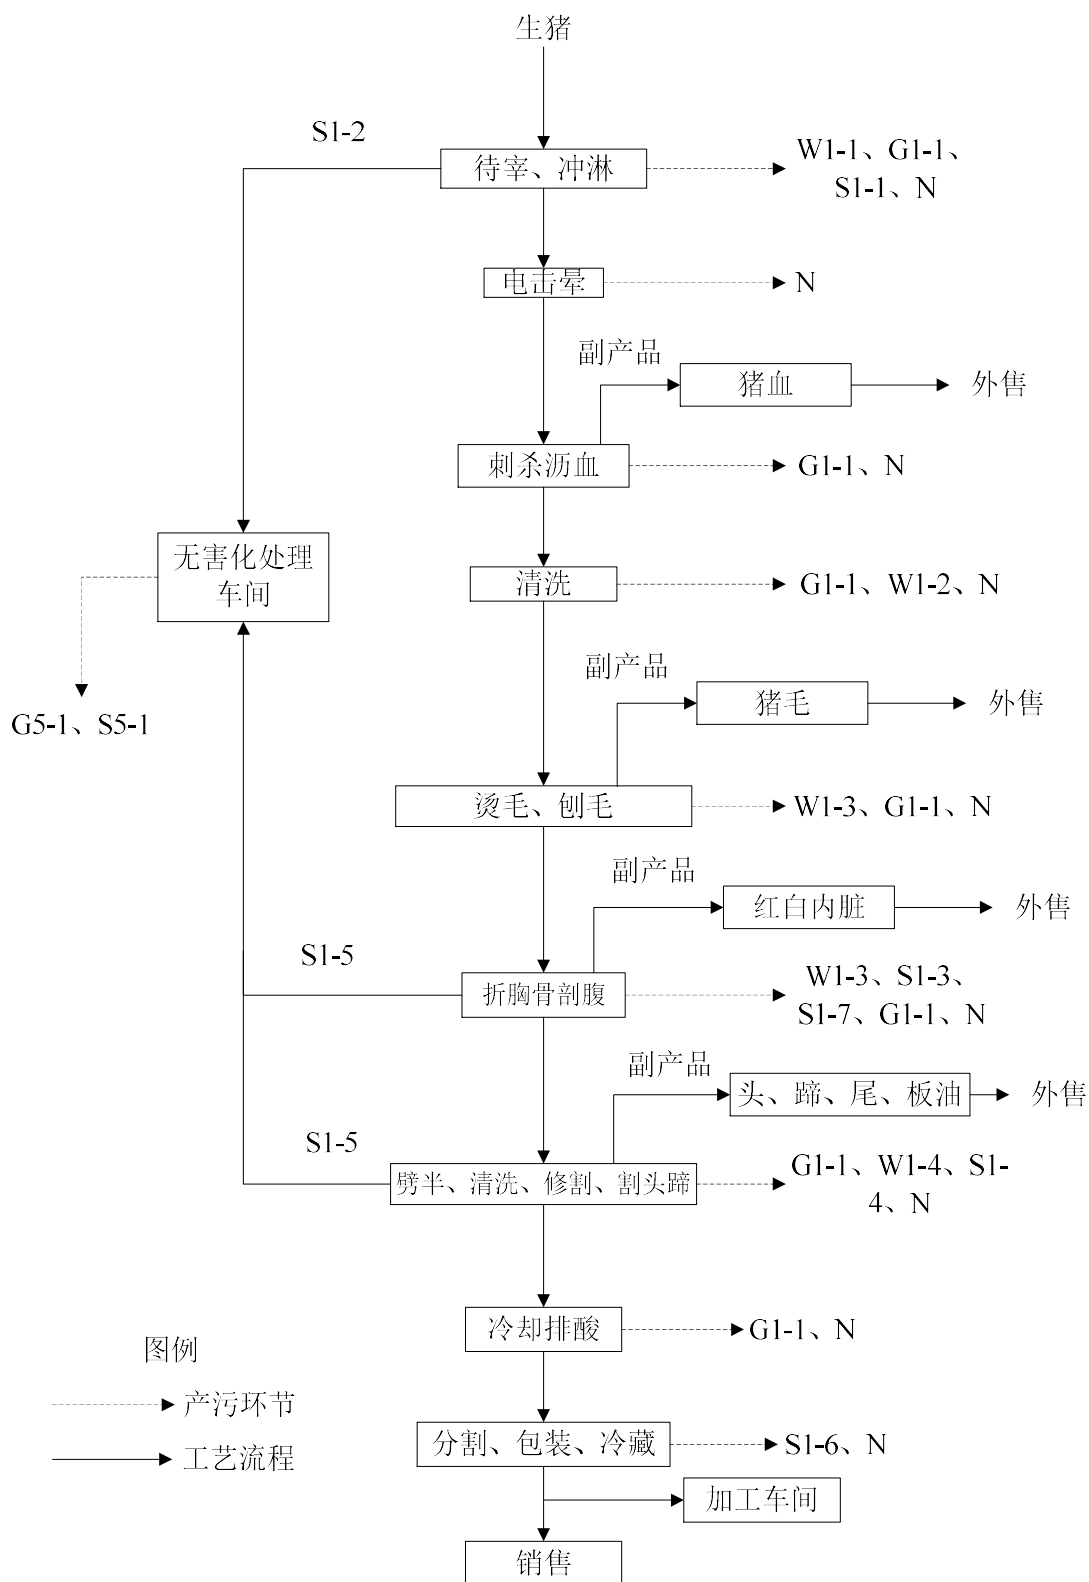 生猪
S1-2
待宰、冲淋
W1-1、G1-1、
S1-1、N
电击晕
N
副产品
猪血
外售
刺杀沥血
G1-1、N
无害化处理
车间
清洗
G1-1、W1-2、N
副产品
猪毛
外售
G5-1、S5-1
烫毛、刨毛
W1-3、G1-1、N
副产品
红白内脏
外售
S1-5
折胸骨剖腹
W1-3、S1-3、
S1-7、G1-1、N
副产品
头、蹄、尾、板油
外售
S1-5
劈半、清洗、修割、割头蹄
G1-1、W1-4、S1-
4、N
冷却排酸
G1-1、N
图例
产污环节
工艺流程
分割、包装、冷藏
S1-6、N
加工车间
销售